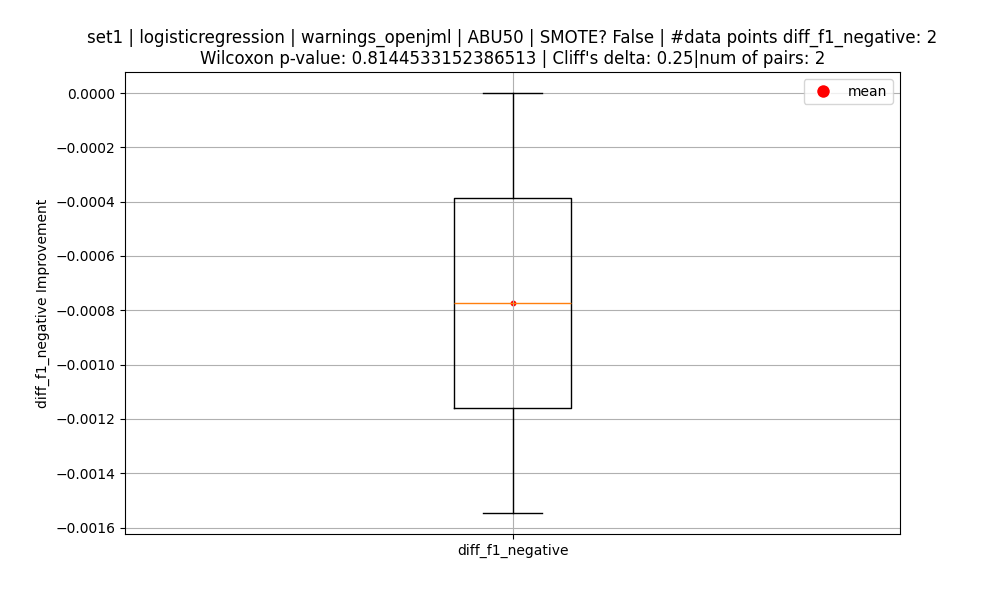 set1 | logisticregression | warnings_openjml | ABU50 | SMOTE? False | #data points diff_f1_negative: 2
Wilcoxon p-value: 0.8144533152386513 | Cliff's delta: 0.25|num of pairs: 2
mean
0.0000
−0.0002
−0.0004
−0.0006
−0.0008
−0.0010
−0.0012
−0.0014
−0.0016
diff_f1_negative Improvement
diff_f1_negative